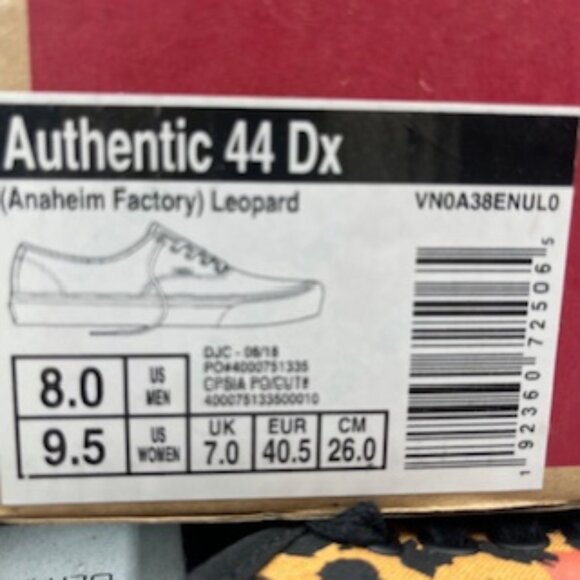 Authentic 44 Dx
(Anaheim Factory) Leopard VN0A38ENUL0
8.0 US MEN
DJC - 08/18
PO#4000751335
CPSIA PO/CUT#
400075133500010
9.5 US WOMEN
UK 7.0
EUR 40.5
CM 26.0
1 92360 72506 5